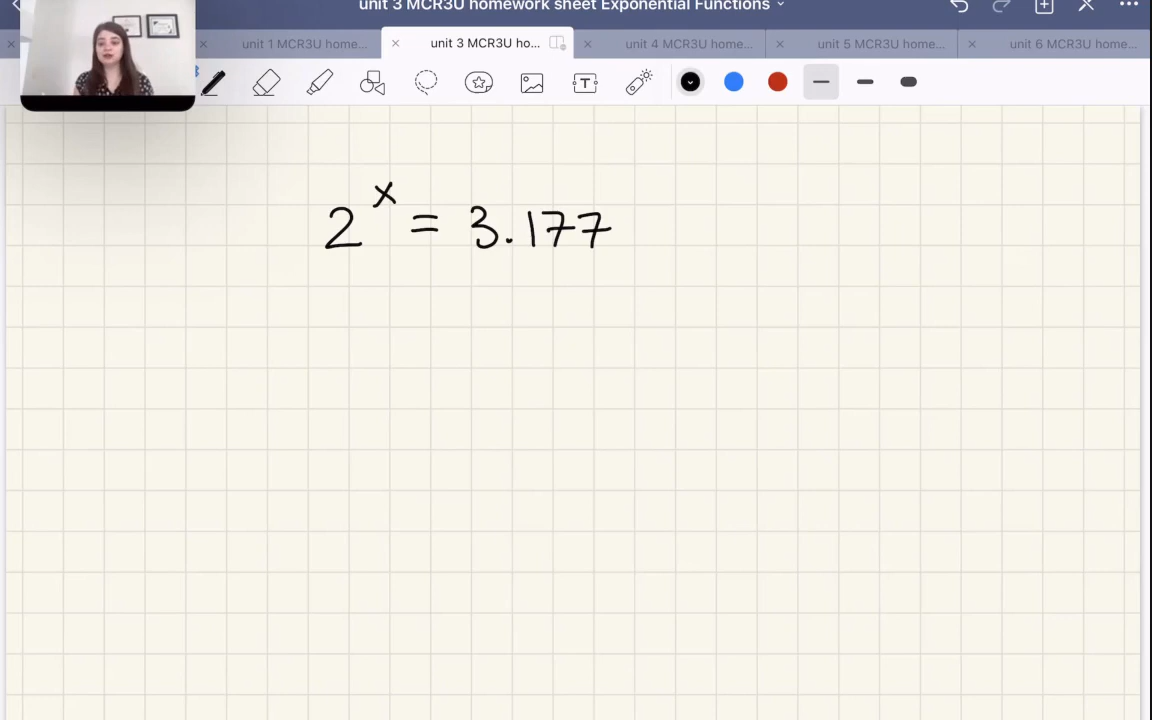 unit 3 MCR3U homework sheet Exponential Functions
unit 1 MCR3U home...
unit 3 MCR3U ho...
unit 4 MCR3U home...
unit 5 MCR3U home...
unit 6 MCR3U home...
T
2^x = 3.177